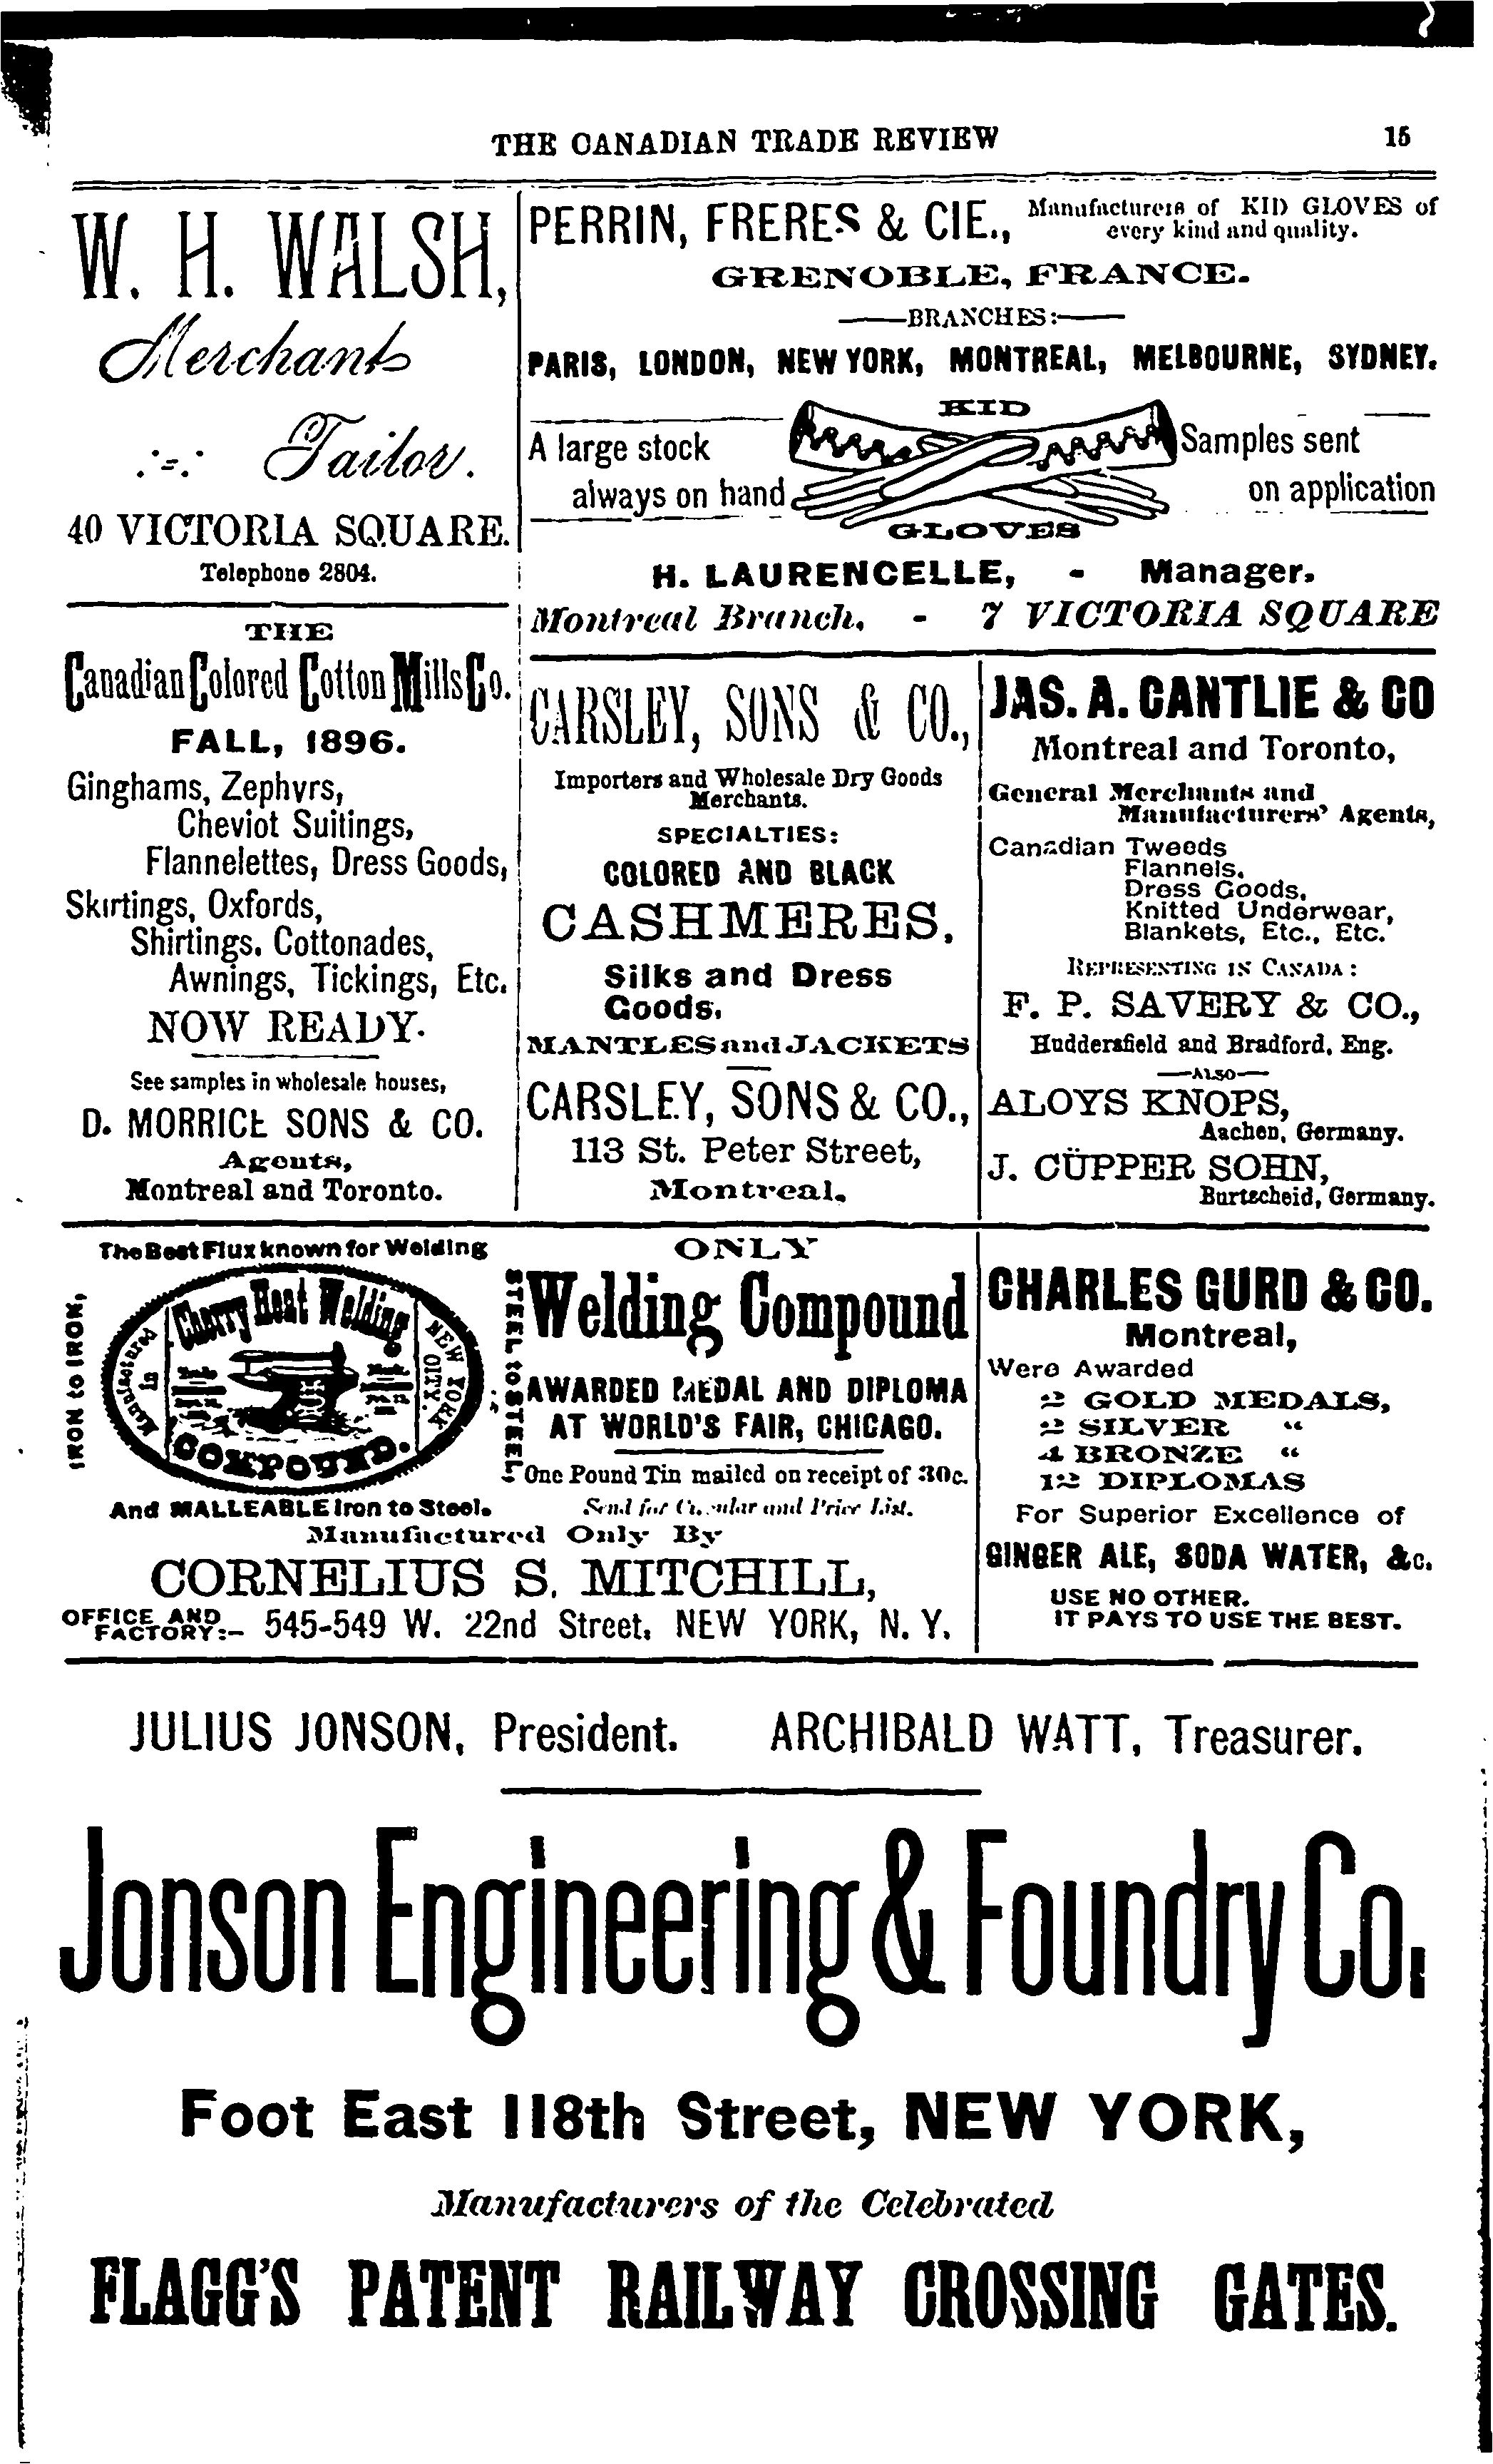 THE CANADIAN TRADE REVIEW 15
W. H. WALSH,
Merchant
Tailor.
40 VICTORIA SQUARE.
Telephone 2804.
PERRIN, FRERES & CIE., Manufacturers of KID GLOVES of
every kind and quality.
GRENOBLE, FRANCE.
BRANCHES:
PARIS, LONDON, NEW YORK, MONTREAL, MELBOURNE, SYDNEY.
A large stock
always on hand
KID
GLOVES
Samples sent
on application
H. LAURENCELLE, - Manager.
Montreal Branch, - 7 VICTORIA SQUARE
THE
Canadian Colored Cotton Mills Co.
FALL, 1896.
Ginghams, Zephyrs,
Cheviot Suitings,
Flannelettes, Dress Goods,
Skirtings, Oxfords,
Shirtings, Cottonades,
Awnings, Tickings, Etc.
NOW READY.
See samples in wholesale houses,
D. MORRICE SONS & CO.
Agents,
Montreal and Toronto.
CARSLEY, SONS & CO.,
Importers and Wholesale Dry Goods
Merchants.
SPECIALTIES:
COLORED AND BLACK
CASHMERES,
Silks and Dress
Goods,
MANTLES and JACKETS
CARSLEY, SONS & CO.,
113 St. Peter Street,
Montreal.
JAS. A. CANTLIE & CO
Montreal and Toronto,
General Merchants and
Manufacturers' Agents,
Canadian Tweeds
Flannels,
Dress Goods,
Knitted Underwear,
Blankets, Etc., Etc.
REPRESENTING IN CANADA:
F. P. SAVERY & CO.,
Huddersfield and Bradford, Eng.
ALSO
ALOYS KNOPS,
Aachen, Germany.
J. CÜPPER SOHN,
Burtscheid, Germany.
The Best Flux known for Welding
IRON to IRON,
Manufactured in
Cherry Heat Welding
NEW YORK CITY.
COMPOUND.
STEEL to STEEL
And MALLEABLE Iron to Steel.
ONLY
Welding Compound
AWARDED MEDAL AND DIPLOMA
AT WORLD'S FAIR, CHICAGO.
One Pound Tin mailed on receipt of 30c.
Send for Circular and Price List.
Manufactured Only By
CORNELIUS S. MITCHILL,
OFFICE AND
FACTORY:- 545-549 W. 22nd Street, NEW YORK, N. Y.
CHARLES GURD & CO.
Montreal,
Were Awarded
2 GOLD MEDALS,
2 SILVER "
4 BRONZE "
12 DIPLOMAS
For Superior Excellence of
GINGER ALE, SODA WATER, &c.
USE NO OTHER.
IT PAYS TO USE THE BEST.
JULIUS JONSON, President. ARCHIBALD WATT, Treasurer.
Jonson Engineering & Foundry Co.
Foot East 118th Street, NEW YORK,
Manufacturers of the Celebrated
FLAGG'S PATENT RAILWAY CROSSING GATES.